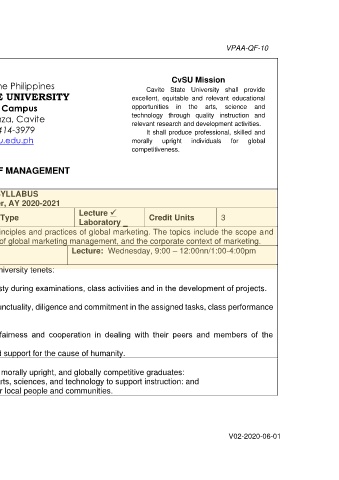 VPAA-QF-10
CvSU Mission
Cavite State University shall provide
excellent, equitable and relevant educational
opportunities in the arts, science and
technology through quality instruction and
relevant research and development activities.
It shall produce professional, skilled and
morally upright individuals for global
competitiveness.
ne Philippines
E UNIVERSITY
Campus
za, Cavite
414-3979
u.edu.ph
F MANAGEMENT
YLLABUS
r, AY 2020-2021
Type
Lecture ✓
Laboratory _
Credit Units
3
inciples and practices of global marketing. The topics include the scope and
of global marketing management, and the corporate context of marketing.
Lecture: Wednesday, 9:00 – 12:00nn/1:00-4:00pm
niversity tenets:
sty during examinations, class activities and in the development of projects.
unctuality, diligence and commitment in the assigned tasks, class performance
fairness and cooperation in dealing with their peers and members of the
d support for the cause of humanity.
morally upright, and globally competitive graduates:
rts, sciences, and technology to support instruction: and
r local people and communities.
V02-2020-06-01